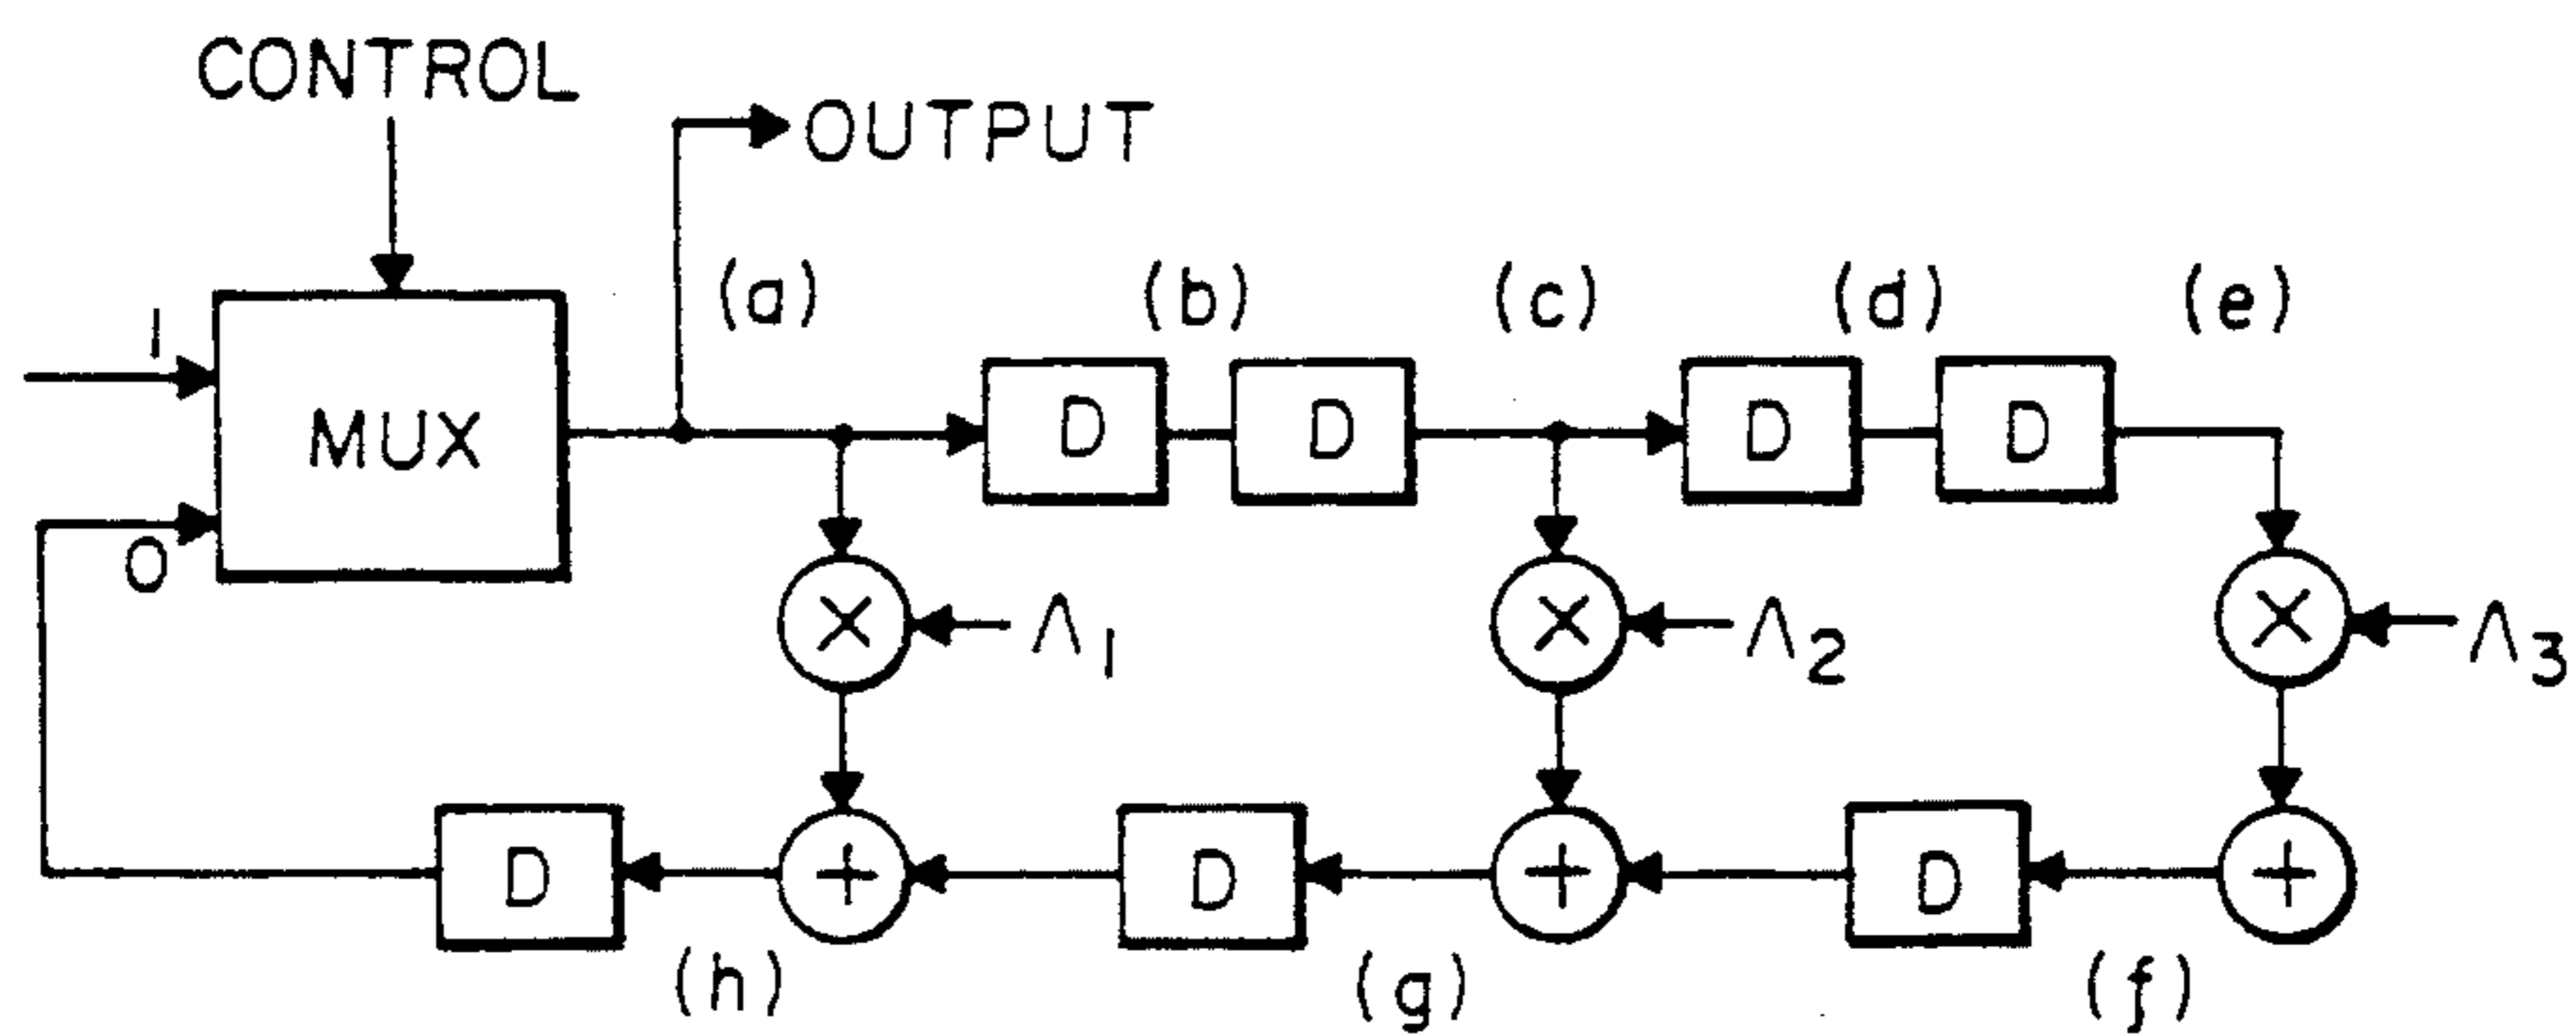 CONTROL
OUTPUT
(a) (b) (c) (d) (e)
1
MUX
D D D D
0
× Λ1 × Λ2 × Λ3
D + D + D +
(h) (g) (f)